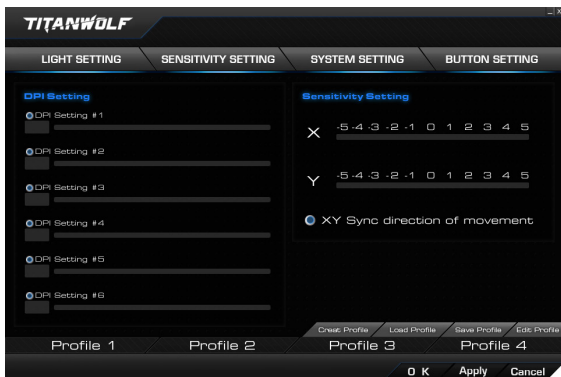 TITANWOLF
LIGHT SETTING SENSITIVITY SETTING SYSTEM SETTING BUTTON SETTING
DPI Setting
DPI Setting #1
DPI Setting #2
DPI Setting #3
DPI Setting #4
DPI Setting #5
DPI Setting #6
Sensitivity Setting
X -5 -4 -3 -2 -1 0 1 2 3 4 5
Y -5 -4 -3 -2 -1 0 1 2 3 4 5
XY Sync direction of movement
Creat Profile Load Profile Save Profile Edit Profile
Profile 1 Profile 2 Profile 3 Profile 4
OK Apply Cancel